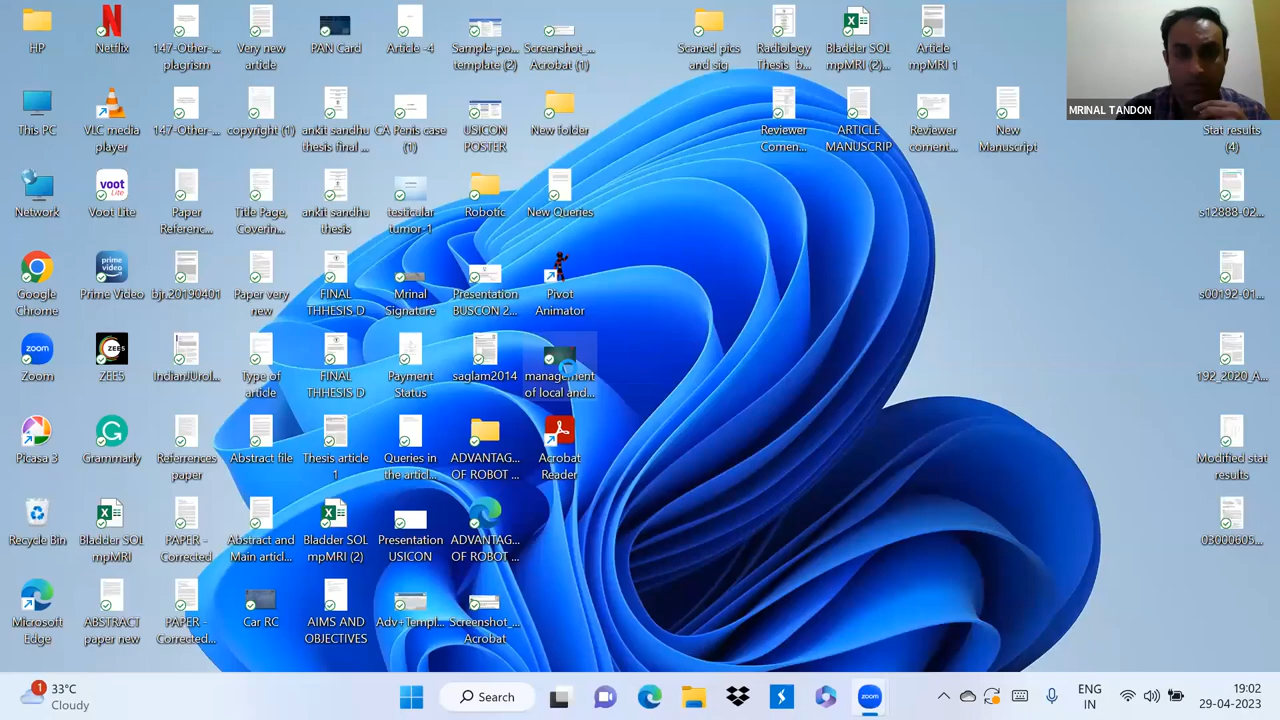 HP
Netflix
147-Other-...
plagrism
Very new
article
PAN Card
Article -4
Sample-po...
template (2)
Screenshot_...
Acrobat (1)
Scaned pics
and sig
Radiology
Thesis_b...
Bladder SOL
mpMRI (2)...
Article
mpMRI 1
MRINAL TANDON
This PC
VLC media
player
147-Other-...
copyright (1)
ankit sandhu
thesis final ...
CA Penis case
(1)
USICON
POSTER
New folder
Reviewer
Comen...
ARTICLE
MANUSCRIP
Reviewer
coment...
New
Manuscript
Stat results
(4)
Network
voot
Lite
Voot Lite
Paper
Referenc...
Title Page,
Coverin...
ankit sandhu
thesis
testicular
tumor-1
Robotic
New Queries
s12888-02...
Google
Chrome
prime
video
Prime Video
bjr.20190401
Paper very
new
FINAL
THHESIS D
Mrinal
Signature
Presentation
BUSCON 2...
Pivot
Animator
s00192-01...
zoom
Zoom
ZEE5
ZEE5
IndianJUrol...
Type of
article
FINAL
THHESIS D
Payment
Status
saglam2014
management
of local and...
192_2020_A...
Picasa 3
Grammarly
References
paper
Abstract file
Thesis article
1
Queries in
the articl...
ADVANTAG...
OF ROBOT ...
Acrobat
Reader
Modified stat
results
Recycle Bin
Bladder SOL
mpMRI
PAPER -
Corrected
Abstract and
Main articl...
Bladder SOL
mpMRI (2)
Presentation
USICON
ADVANTAG...
OF ROBOT ...
03000605...
Microsoft
Edge
ABSTRACT
paper new
PAPER -
Corrected...
Car RC
AIMS AND
OBJECTIVES
Adv+Templ...
Screenshot_...
Acrobat
1
33°C
Cloudy
Search
zoom
ENG
IN
19:02
29-04-2023